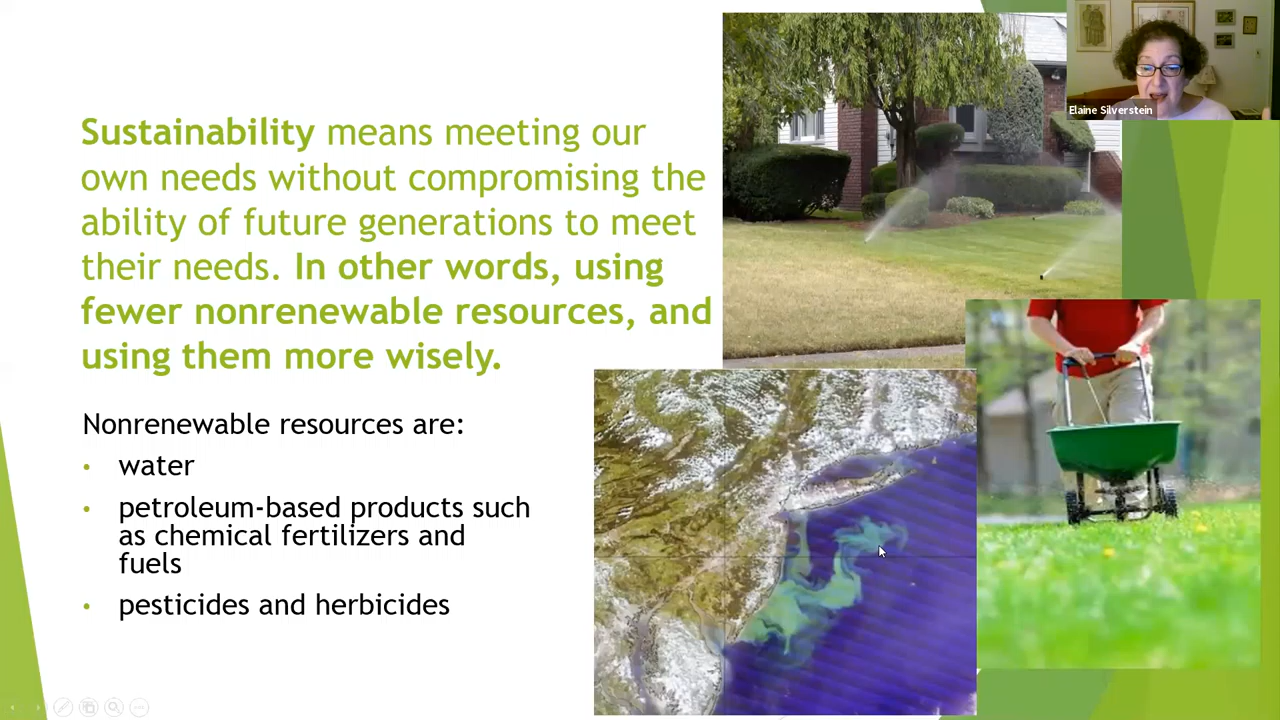 Elaine Silverstein
Sustainability means meeting our
own needs without compromising the
ability of future generations to meet
their needs. In other words, using
fewer nonrenewable resources, and
using them more wisely.
Nonrenewable resources are:
• water
• petroleum-based products such
as chemical fertilizers and
fuels
• pesticides and herbicides